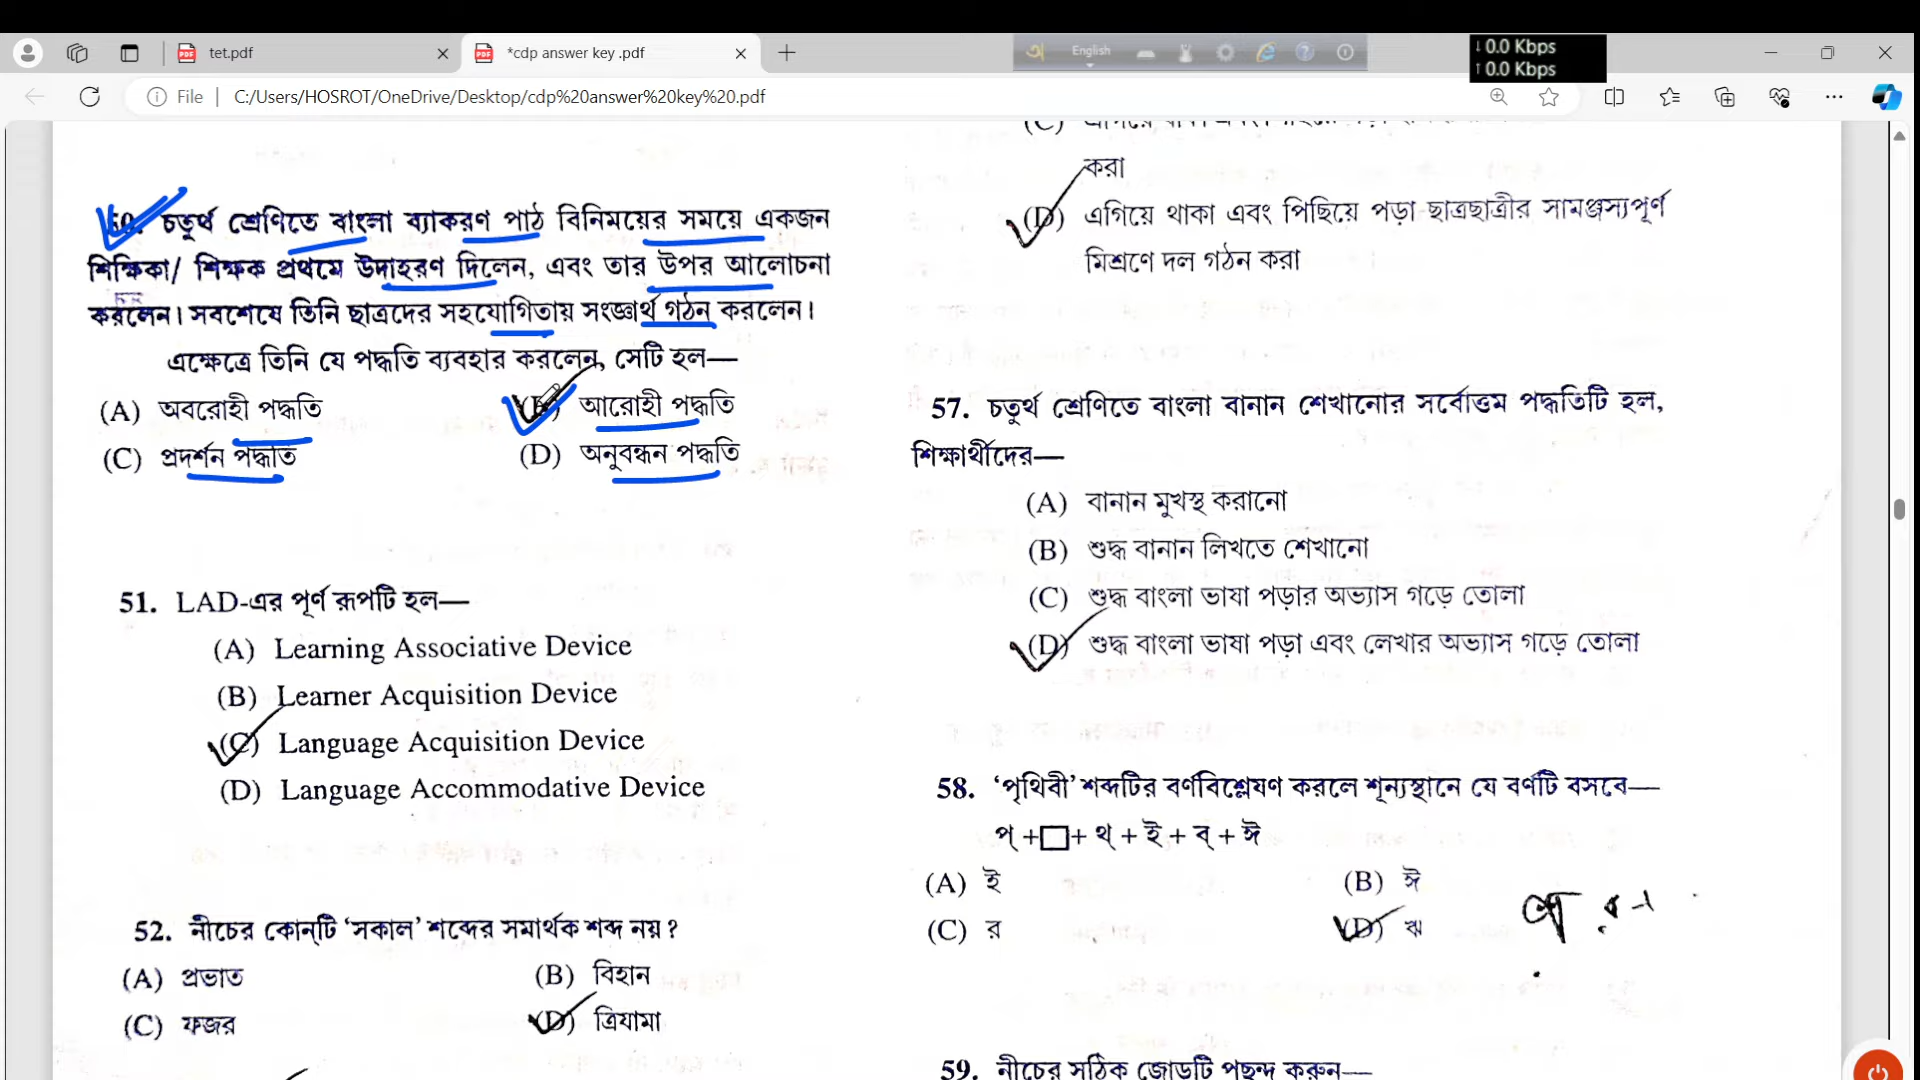 tet.pdf
*cdp answer key .pdf
English
↓ 0.0 Kbps
↑ 0.0 Kbps
File
C:/Users/HOSROT/OneDrive/Desktop/cdp%20answer%20key%20.pdf
50. চতুর্থ শ্রেণিতে বাংলা ব্যাকরণ পাঠ বিনিময়ের সময়ে একজন
শিক্ষিকা/ শিক্ষক প্রথমে উদাহরণ দিলেন, এবং তার উপর আলোচনা
করলেন। সবশেষে তিনি ছাত্রদের সহযোগিতায় সংজ্ঞার্থ গঠন করলেন।
এক্ষেত্রে তিনি যে পদ্ধতি ব্যবহার করলেন, সেটি হল—
(A) অবরোহী পদ্ধতি
(B) আরোহী পদ্ধতি
(C) প্রদর্শন পদ্ধতি
(D) অনুবন্ধন পদ্ধতি
51. LAD-এর পূর্ণ রূপটি হল—
(A) Learning Associative Device
(B) Learner Acquisition Device
(C) Language Acquisition Device
(D) Language Accommodative Device
52. নীচের কোন্‌টি ‘সকাল’ শব্দের সমার্থক শব্দ নয় ?
(A) প্রভাত
(B) বিহান
(C) ফজর
(D) ত্রিযামা
করা
(D) এগিয়ে থাকা এবং পিছিয়ে পড়া ছাত্রছাত্রীর সামঞ্জস্যপূর্ণ
মিশ্রণে দল গঠন করা
57. চতুর্থ শ্রেণিতে বাংলা বানান শেখানোর সর্বোত্তম পদ্ধতিটি হল,
শিক্ষার্থীদের—
(A) বানান মুখস্থ করানো
(B) শুদ্ধ বানান লিখতে শেখানো
(C) শুদ্ধ বাংলা ভাষা পড়ার অভ্যাস গড়ে তোলা
(D) শুদ্ধ বাংলা ভাষা পড়া এবং লেখার অভ্যাস গড়ে তোলা
58. ‘পৃথিবী’ শব্দটির বর্ণবিশ্লেষণ করলে শূন্যস্থানে যে বর্ণটি বসবে—
প্ + □ + থ্ + ই + ব্ + ঈ
(A) ই
(B) ঈ
(C) র
(D) ঋ
59. নীচের সঠিক জোড়টি পছন্দ করুন—